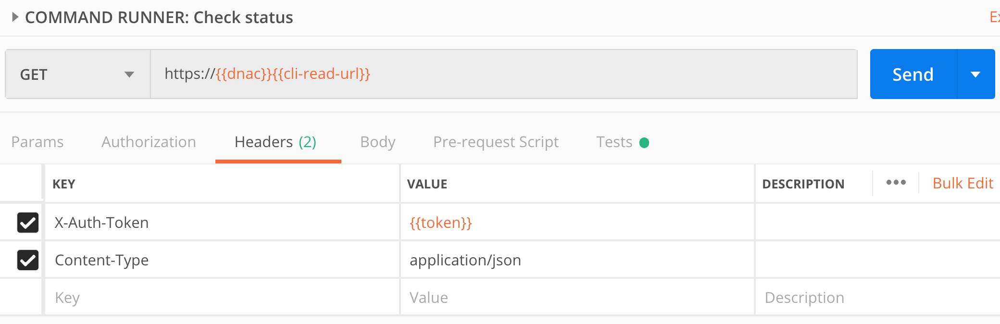 COMMAND RUNNER: Check status
GET https://{{dnac}}{{cli-read-url}} Send
Params Authorization Headers (2) Body Pre-request Script Tests
KEY VALUE DESCRIPTION ••• Bulk Edit
X-Auth-Token {{token}}
Content-Type application/json
Key Value Description